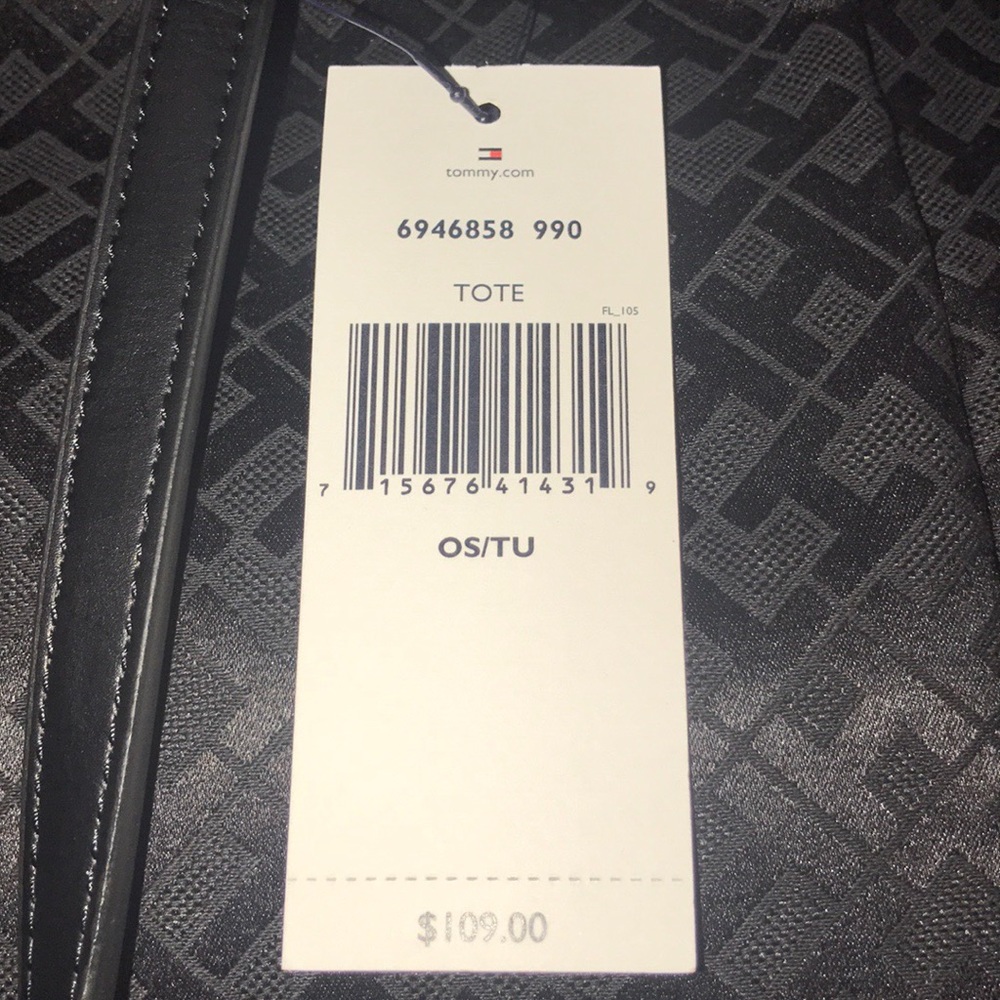 tommy.com
6946858 990
TOTE
FL_105
7 15676 41431 9
OS/TU
$109.00